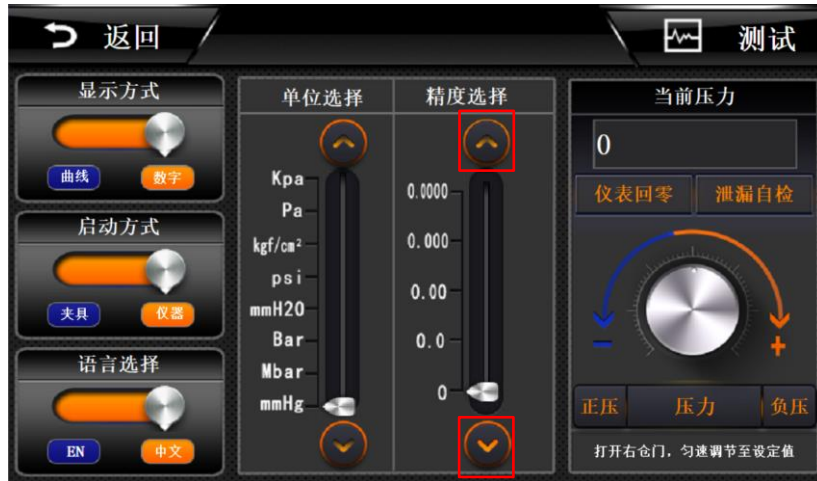 返回
测试
显示方式
曲线 数字
启动方式
夹具 仪器
语言选择
EN 中文
单位选择
Kpa
Pa
kgf/cm²
psi
mmH20
Bar
Mbar
mmHg
精度选择
0.0000
0.000
0.00
0.0
0
当前压力
0
仪表回零 泄漏自检
− +
正压 压力 负压
打开右仓门，匀速调节至设定值